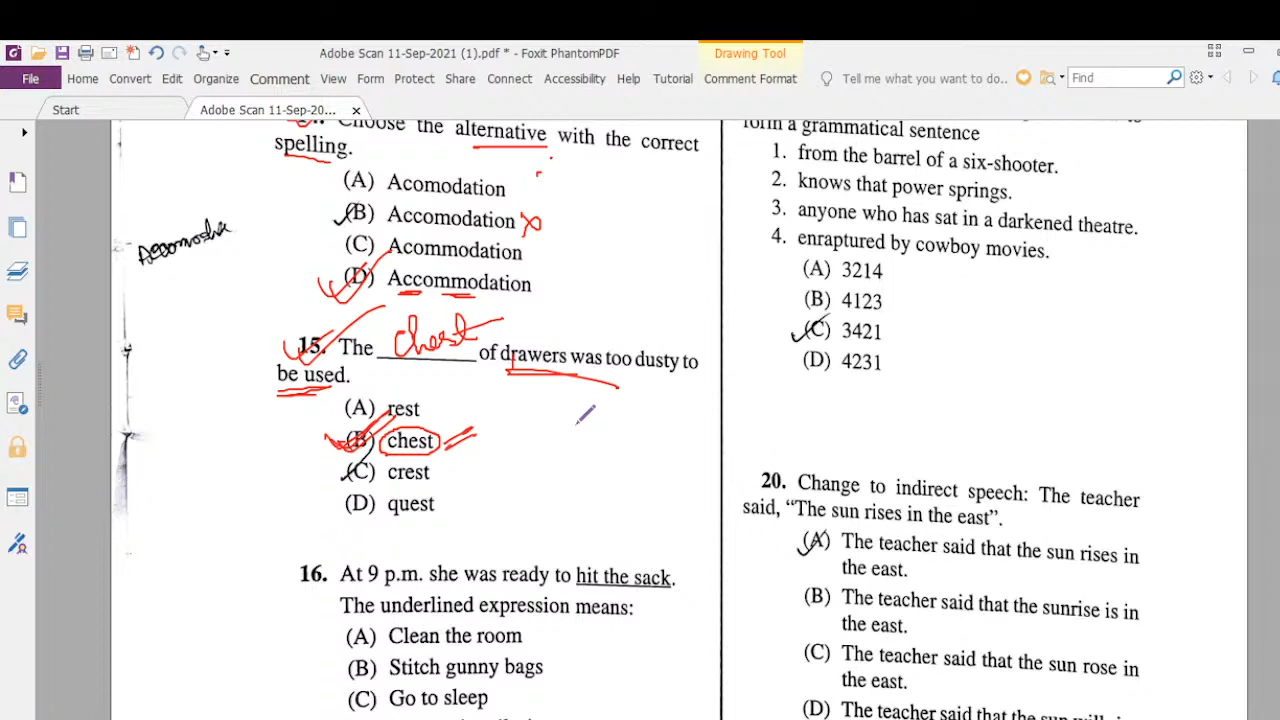 Adobe Scan 11-Sep-2021 (1).pdf * - Foxit PhantomPDF
Drawing Tool
File Home Convert Edit Organize Comment View Form Protect Share Connect Accessibility Help Tutorial Comment Format Tell me what you want to do.. Find
Start
Adobe Scan 11-Sep-20...
Choose the alternative with the correct
spelling.
(A) Acomodation
(B) Accomodation
(C) Acommodation
(D) Accommodation
15. The chest of drawers was too dusty to
be used.
(A) rest
(B) chest
(C) crest
(D) quest
16. At 9 p.m. she was ready to hit the sack.
The underlined expression means:
(A) Clean the room
(B) Stitch gunny bags
(C) Go to sleep
form a grammatical sentence
1. from the barrel of a six-shooter.
2. knows that power springs.
3. anyone who has sat in a darkened theatre.
4. enraptured by cowboy movies.
(A) 3214
(B) 4123
(C) 3421
(D) 4231
20. Change to indirect speech: The teacher
said, “The sun rises in the east”.
(A) The teacher said that the sun rises in
the east.
(B) The teacher said that the sunrise is in
the east.
(C) The teacher said that the sun rose in
the east.
(D) The teacher said that the sun will